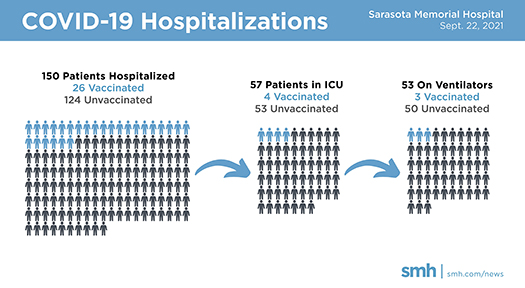 COVID-19 Hospitalizations
Sarasota Memorial Hospital
Sept. 22, 2021
150 Patients Hospitalized
26 Vaccinated
124 Unvaccinated
57 Patients in ICU
4 Vaccinated
53 Unvaccinated
53 On Ventilators
3 Vaccinated
50 Unvaccinated
smh | smh.com/news